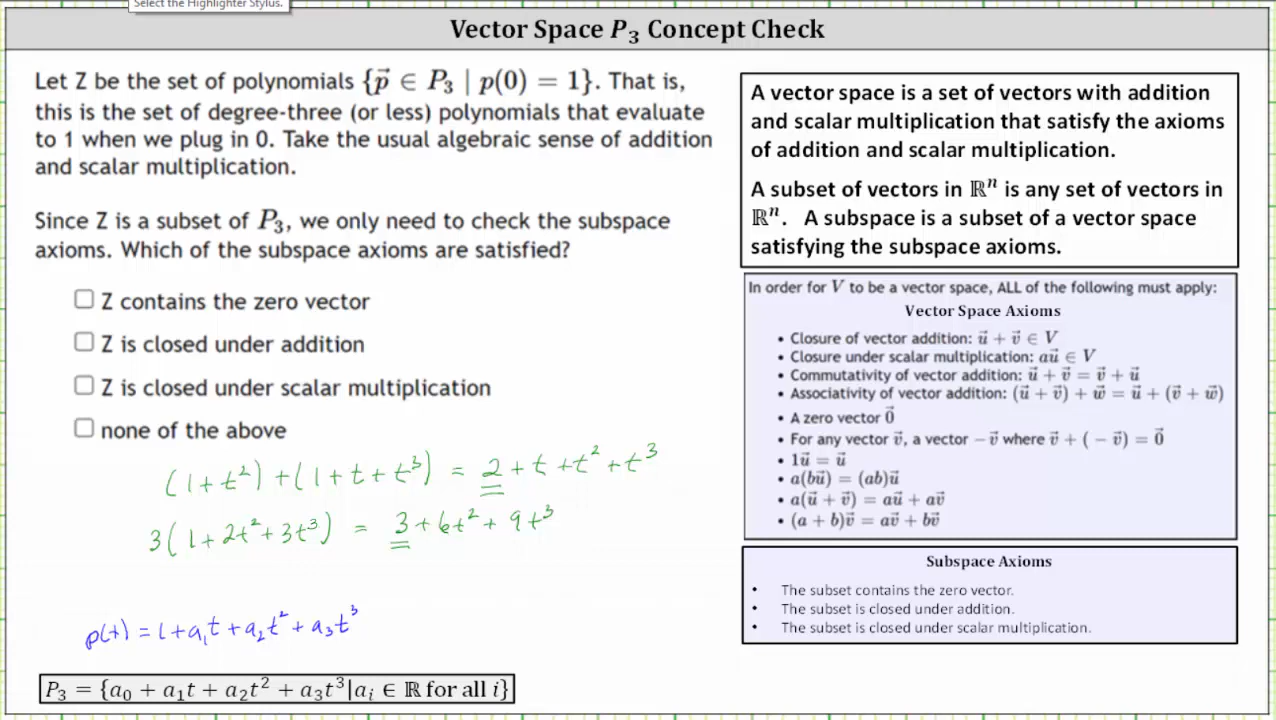 Select the Highlighter Stylus.
Vector Space P₃ Concept Check
Let Z be the set of polynomials {p⃗ ∈ P₃ | p(0) = 1}. That is,
this is the set of degree-three (or less) polynomials that evaluate
to 1 when we plug in 0. Take the usual algebraic sense of addition
and scalar multiplication.
Since Z is a subset of P₃, we only need to check the subspace
axioms. Which of the subspace axioms are satisfied?
Z contains the zero vector
Z is closed under addition
Z is closed under scalar multiplication
none of the above
(1+t²)+(1+t+t³) = 2+t+t²+t³
3(1+2t²+3t³) = 3+6t²+9t³
p(t)=1+a₁t+a₂t²+a₃t³
P₃ = {a₀ + a₁t + a₂t² + a₃t³|aᵢ ∈ ℝ for all i}
A vector space is a set of vectors with addition
and scalar multiplication that satisfy the axioms
of addition and scalar multiplication.
A subset of vectors in ℝⁿ is any set of vectors in
ℝⁿ. A subspace is a subset of a vector space
satisfying the subspace axioms.
In order for V to be a vector space, ALL of the following must apply:
Vector Space Axioms
• Closure of vector addition: u⃗ + v⃗ ∈ V
• Closure under scalar multiplication: au⃗ ∈ V
• Commutativity of vector addition: u⃗ + v⃗ = v⃗ + u⃗
• Associativity of vector addition: (u⃗ + v⃗) + w⃗ = u⃗ + (v⃗ + w⃗)
• A zero vector 0⃗
• For any vector v⃗, a vector −v⃗ where v⃗ + (− v⃗) = 0⃗
• 1u⃗ = u⃗
• a(bu⃗) = (ab)u⃗
• a(u⃗ + v⃗) = au⃗ + av⃗
• (a + b)v⃗ = av⃗ + bv⃗
Subspace Axioms
• The subset contains the zero vector.
• The subset is closed under addition.
• The subset is closed under scalar multiplication.